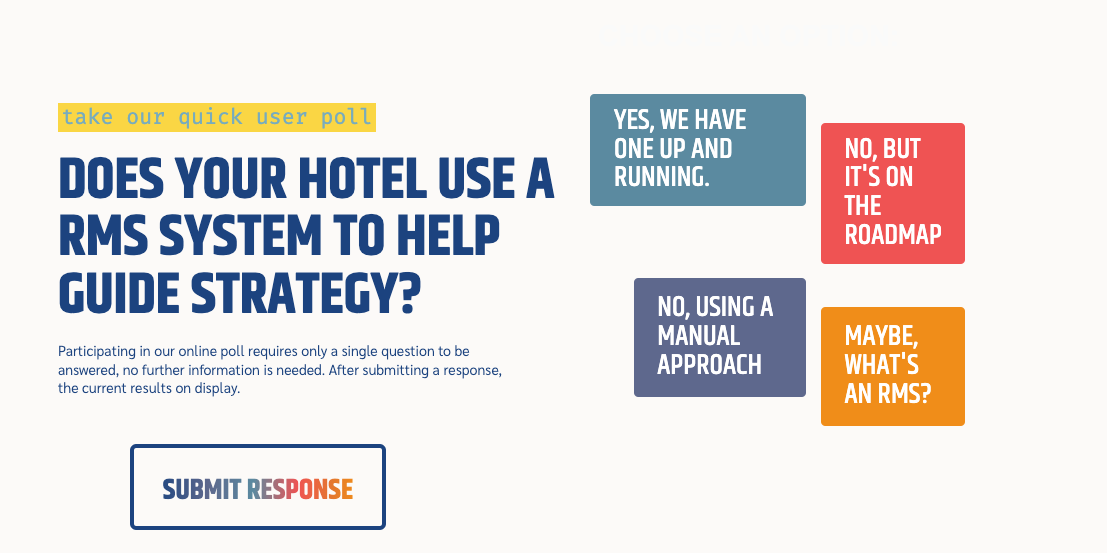 take our quick user poll
DOES YOUR HOTEL USE A
RMS SYSTEM TO HELP
GUIDE STRATEGY?
Participating in our online poll requires only a single question to be
answered, no further information is needed. After submitting a response,
the current results on display.
SUBMIT RESPONSE
YES, WE HAVE
ONE UP AND
RUNNING.
NO, BUT
IT'S ON
THE
ROADMAP
NO, USING A
MANUAL
APPROACH
MAYBE,
WHAT'S
AN RMS?